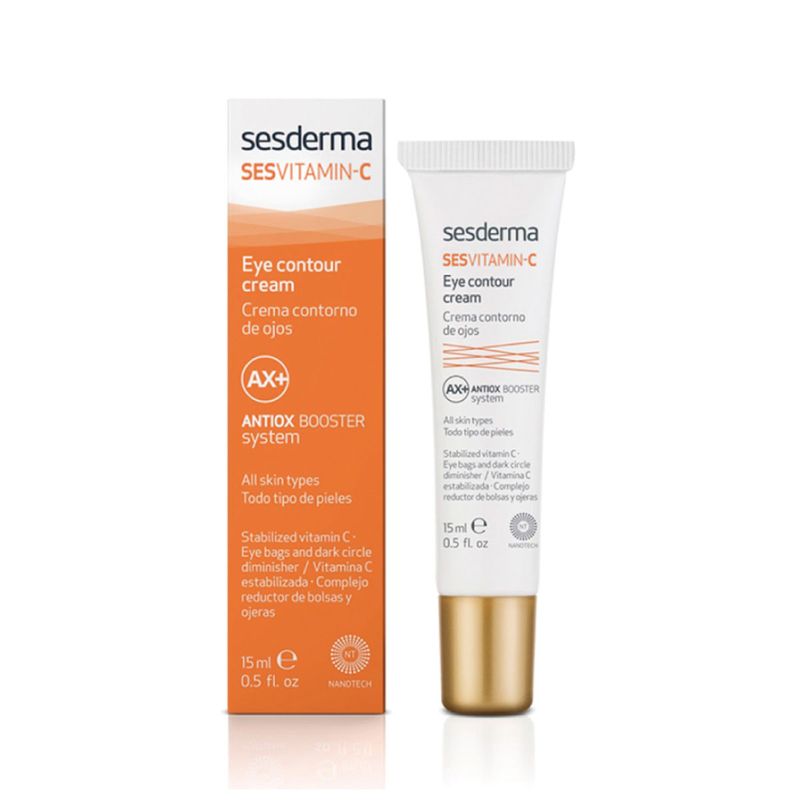 sesderma
SESVITAMIN-C
Eye contour
cream
Crema contorno
de ojos
AX+
ANTIOX BOOSTER
system
All skin types
Todo tipo de pieles
Stabilized vitamin C ·
Eye bags and dark circle
diminisher / Vitamina C
estabilizada · Complejo
reductor de bolsas y
ojeras
15 ml e
0.5 fl. oz
NT
NANOTECH
sesderma
SESVITAMIN-C
Eye contour
cream
Crema contorno
de ojos
AX+ ANTIOX BOOSTER
system
All skin types
Todo tipo de pieles
Stabilized vitamin C ·
Eye bags and dark circle
diminisher / Vitamina C
estabilizada · Complejo
reductor de bolsas y ojeras
15 ml e
0.5 fl. oz
NT
NANOTECH